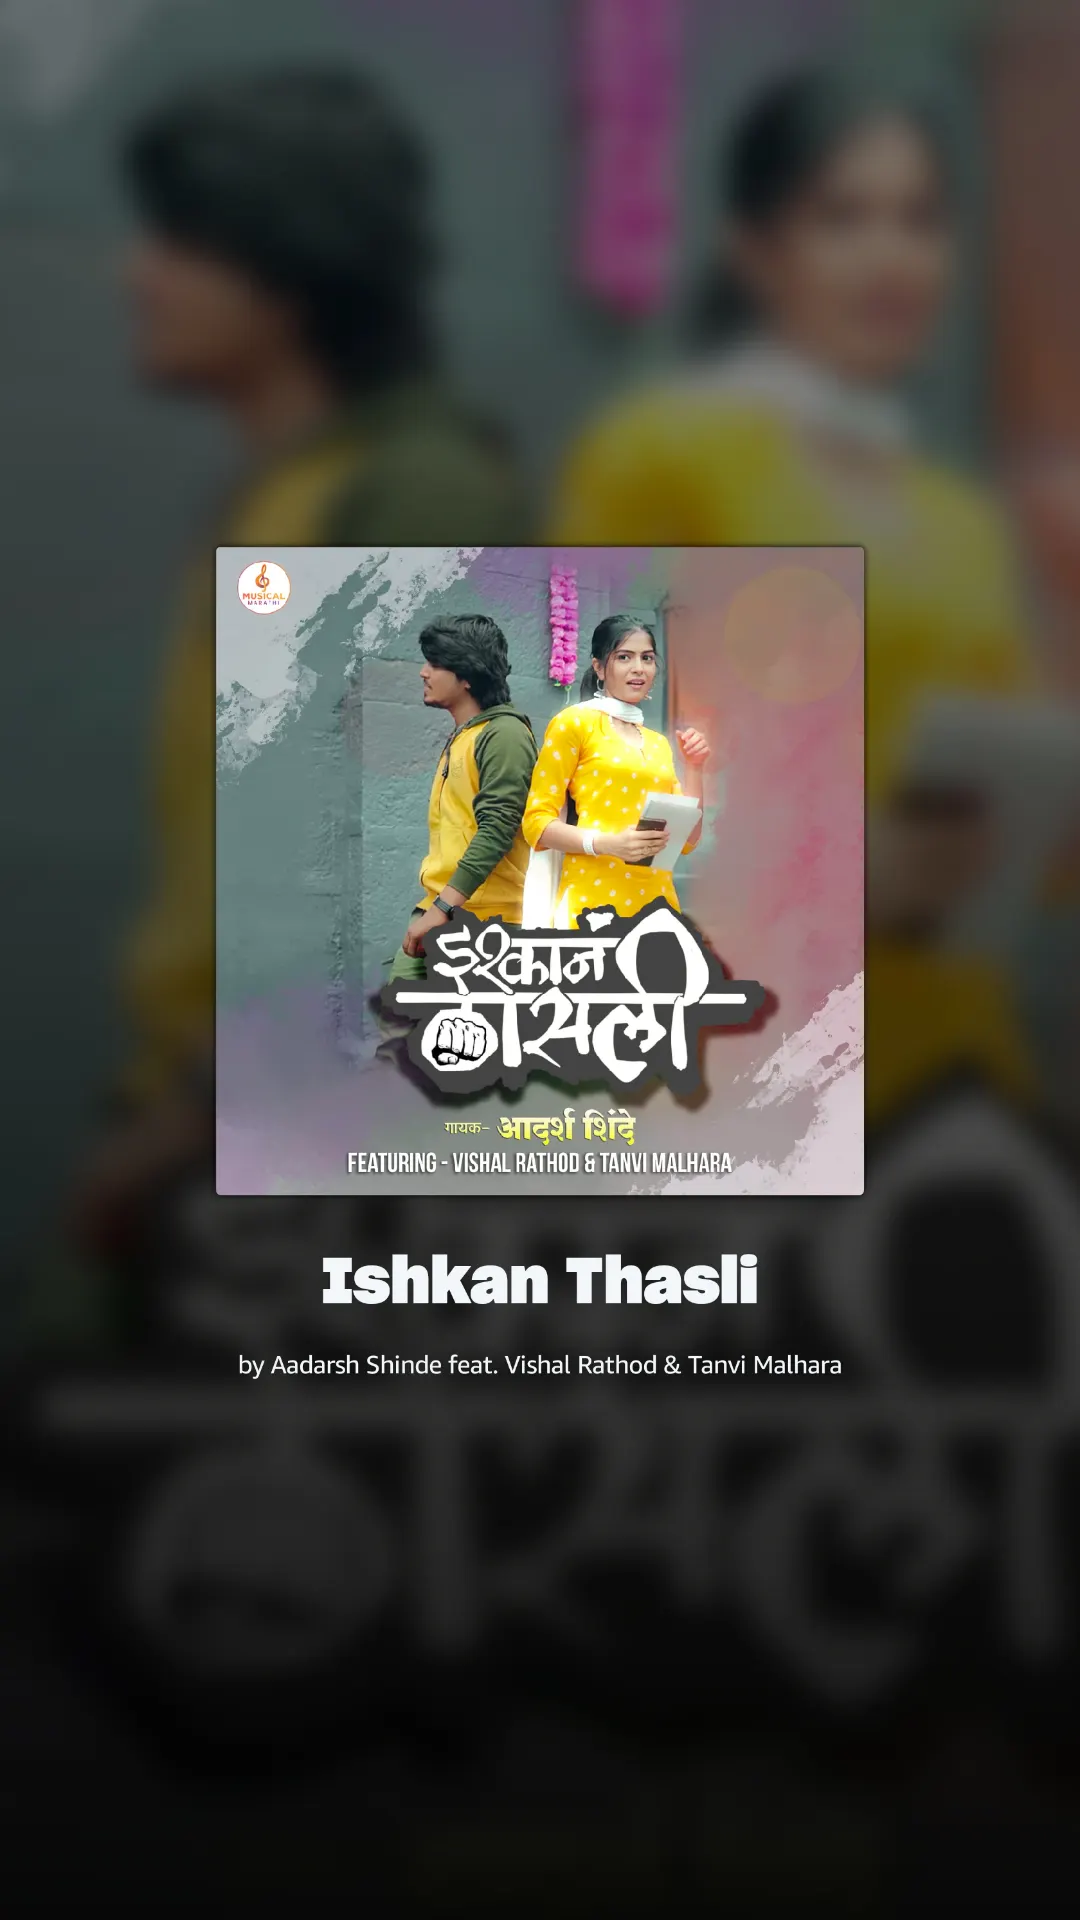 MUSICAL
MARATHI
इश्कानं
ठासली
गायक- आदर्श शिंदे
FEATURING - VISHAL RATHOD & TANVI MALHARA
Ishkan Thasli
by Aadarsh Shinde feat. Vishal Rathod & Tanvi Malhara